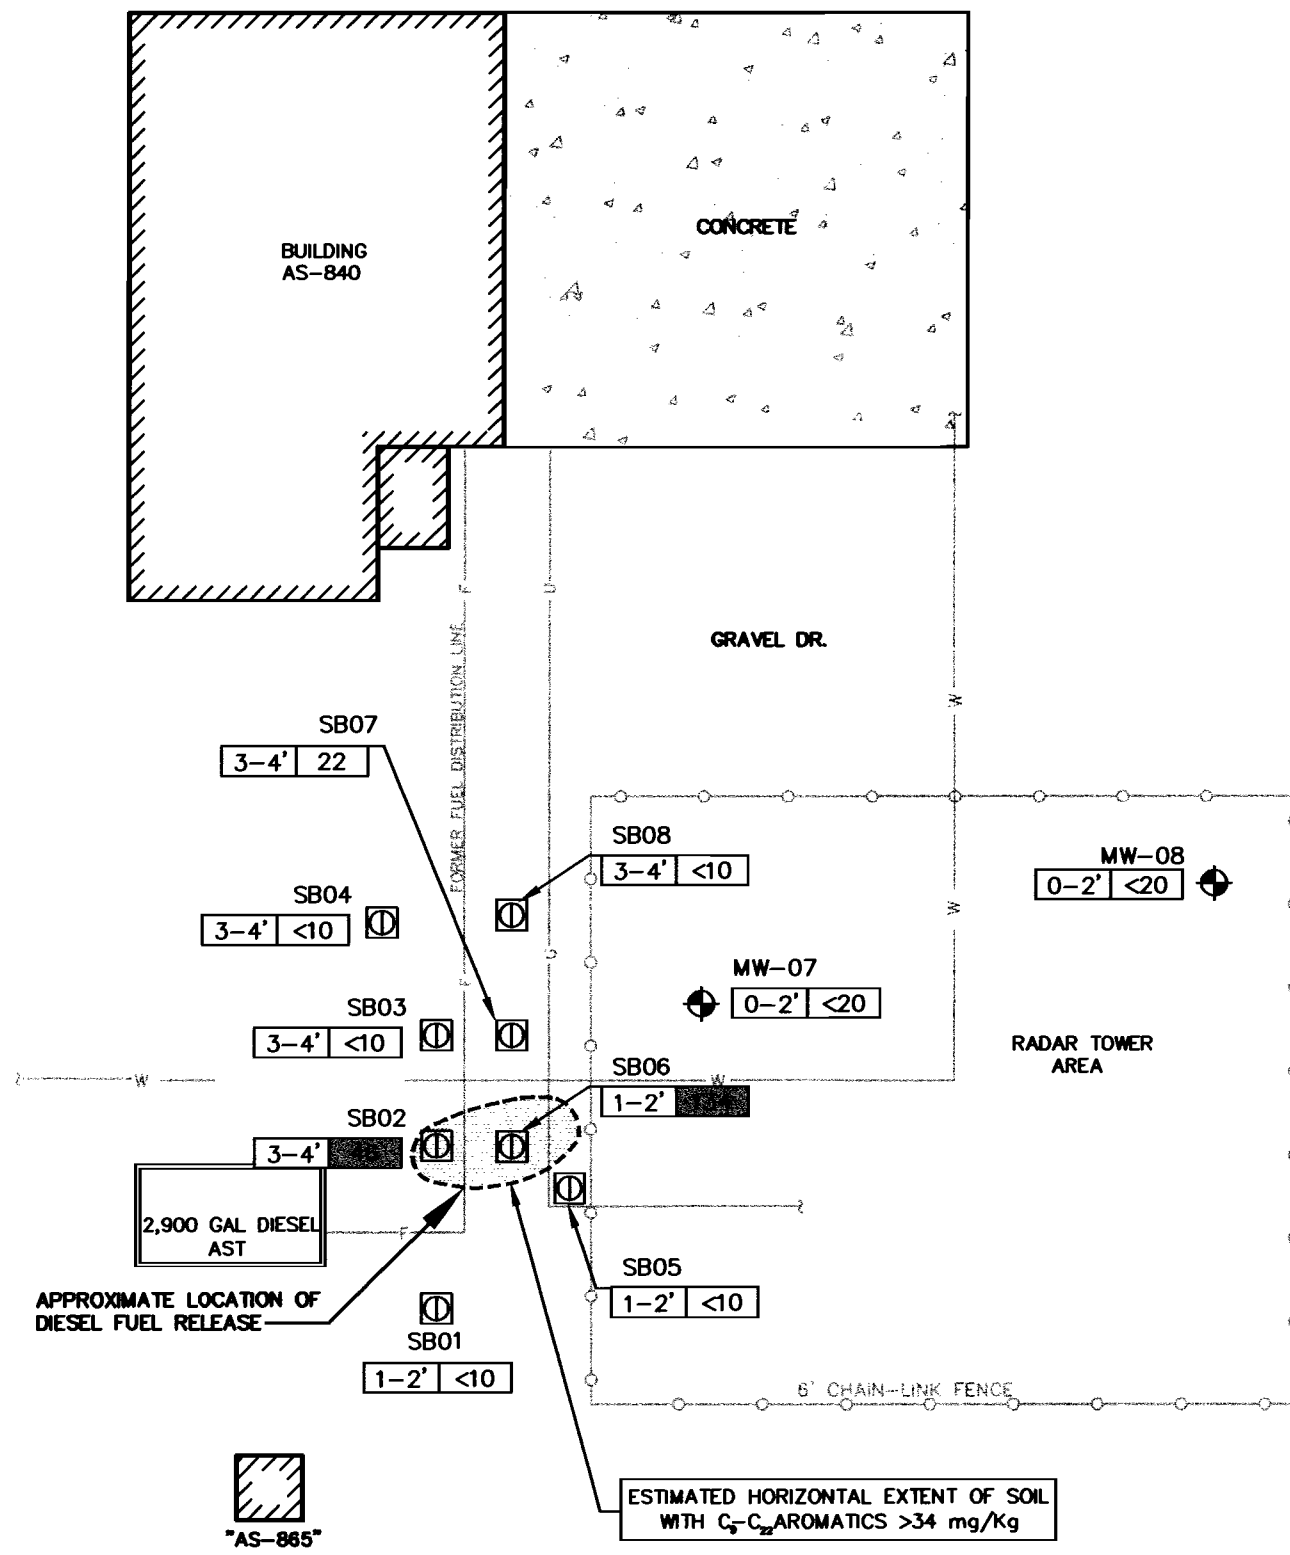 BUILDING
AS-840
CONCRETE
GRAVEL DR.
F
U
FORMER FUEL DISTRIBUTION LINE
W
SB07
3-4' 22
SB08
3-4' <10
MW-08
0-2' <20
SB04
3-4' <10
W
F
MW-07
0-2' <20
SB03
3-4' <10
RADAR TOWER
AREA
W
W
SB06
1-2'
SB02
3-4'
2,900 GAL DIESEL
AST
F
SB05
1-2' <10
APPROXIMATE LOCATION OF
DIESEL FUEL RELEASE
SB01
1-2' <10
6' CHAIN-LINK FENCE
ESTIMATED HORIZONTAL EXTENT OF SOIL
WITH C₉-C₂₂ AROMATICS >34 mg/Kg
"AS-865"